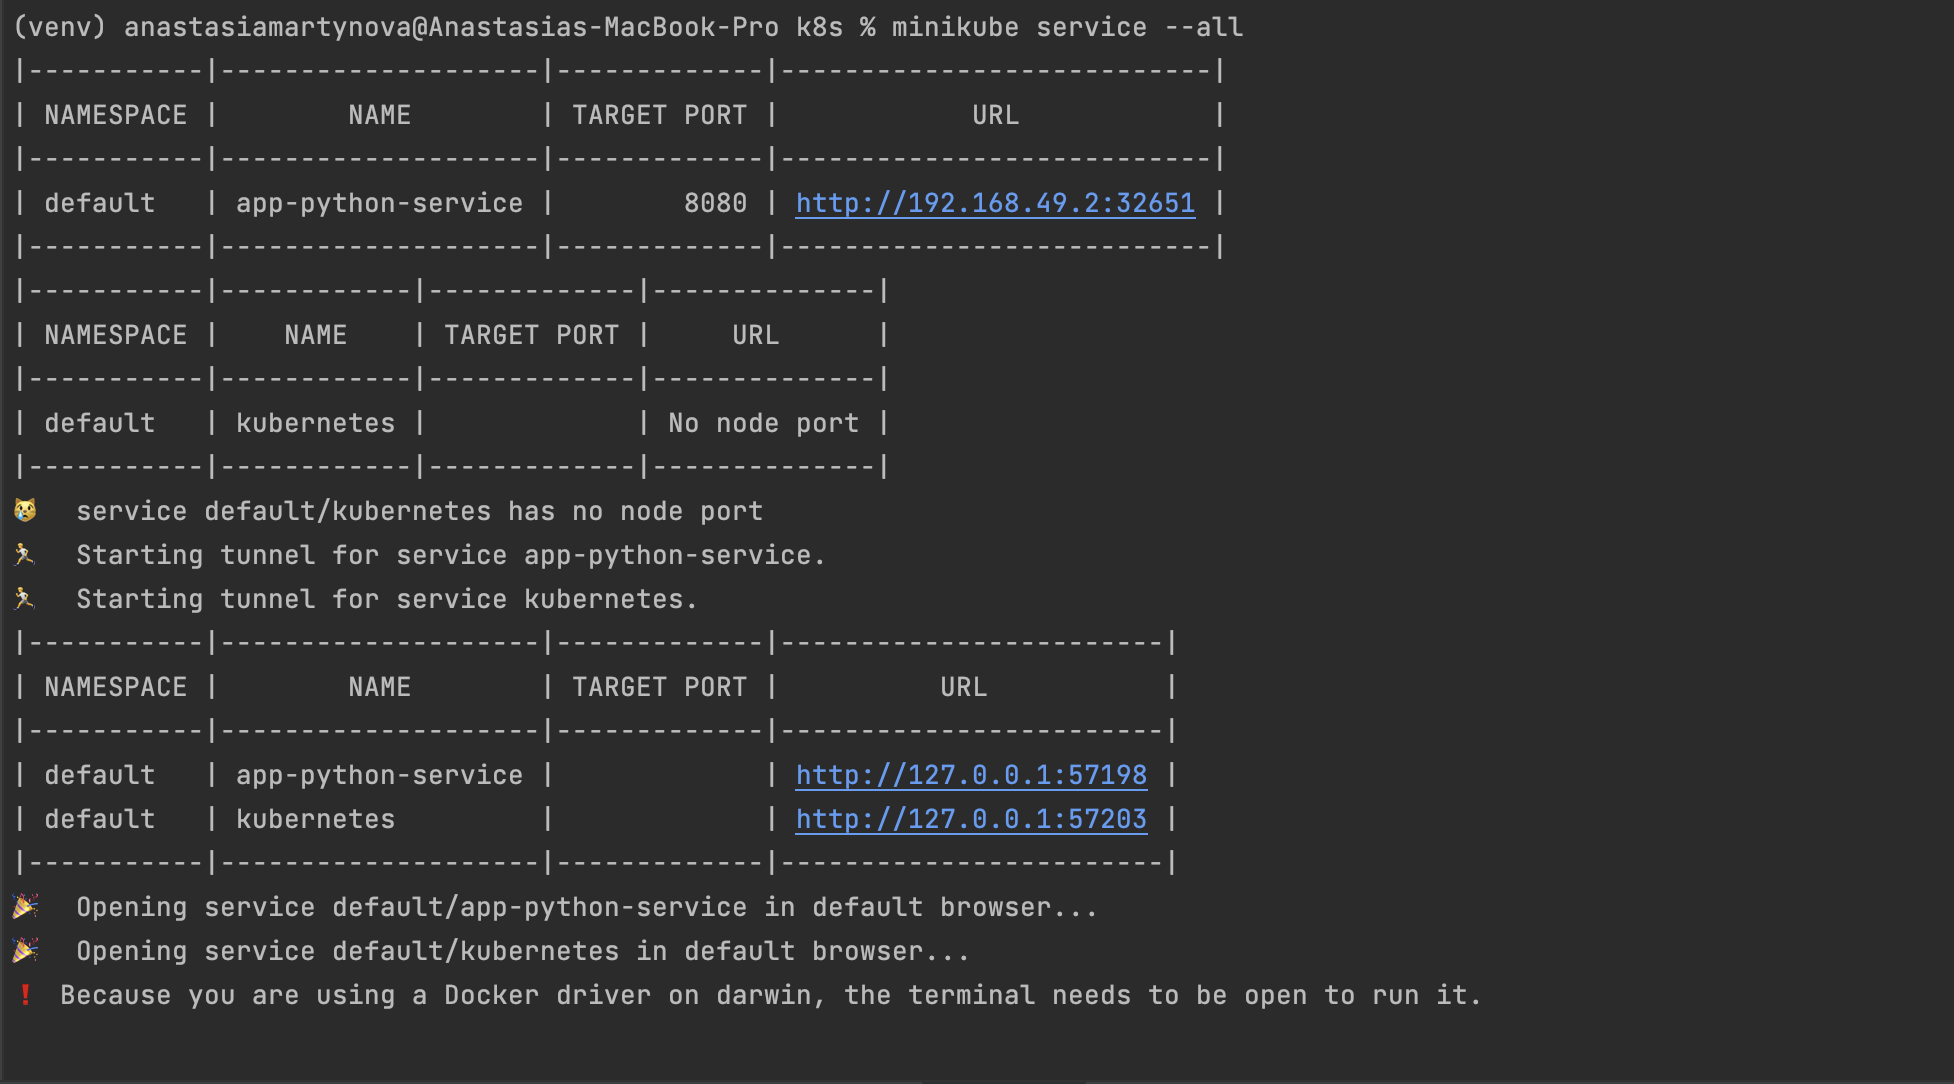 (venv) anastasiamartynova@Anastasias-MacBook-Pro k8s % minikube service --all
|-----------|--------------------|-------------|---------------------------|
| NAMESPACE |        NAME        | TARGET PORT |            URL            |
|-----------|--------------------|-------------|---------------------------|
| default   | app-python-service |        8080 | http://192.168.49.2:32651 |
|-----------|--------------------|-------------|---------------------------|
|-----------|------------|-------------|--------------|
| NAMESPACE |    NAME    | TARGET PORT |     URL      |
|-----------|------------|-------------|--------------|
| default   | kubernetes |             | No node port |
|-----------|------------|-------------|--------------|
😿  service default/kubernetes has no node port
🏃  Starting tunnel for service app-python-service.
🏃  Starting tunnel for service kubernetes.
|-----------|--------------------|-------------|------------------------|
| NAMESPACE |        NAME        | TARGET PORT |          URL           |
|-----------|--------------------|-------------|------------------------|
| default   | app-python-service |             | http://127.0.0.1:57198 |
| default   | kubernetes         |             | http://127.0.0.1:57203 |
|-----------|--------------------|-------------|------------------------|
🎉  Opening service default/app-python-service in default browser...
🎉  Opening service default/kubernetes in default browser...
❗  Because you are using a Docker driver on darwin, the terminal needs to be open to run it.